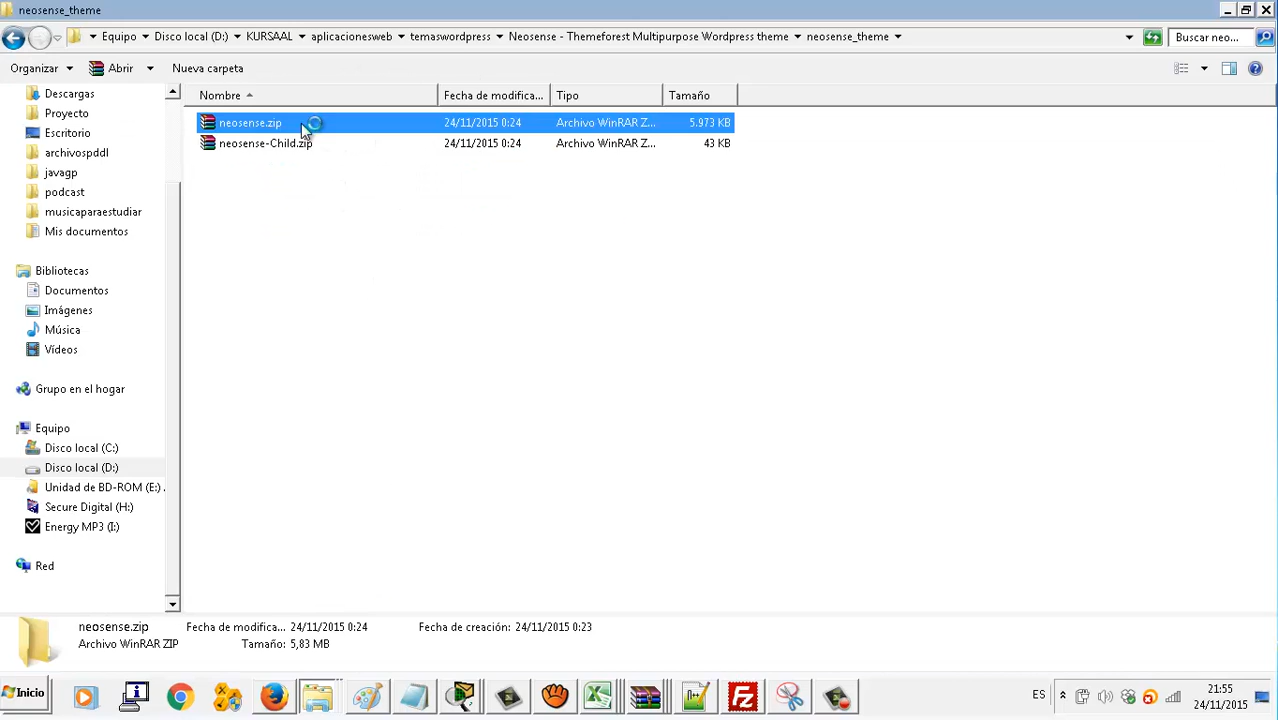 neosense_theme
Equipo Disco local (D:) KURSAAL aplicacionesweb temaswordpress Neosense - Themeforest Multipurpose Wordpress theme neosense_theme Buscar neo...
Organizar Abrir Nueva carpeta
Nombre Fecha de modifica... Tipo Tamaño
neosense.zip 24/11/2015 0:24 Archivo WinRAR Z... 5.973 KB
neosense-Child.zip 24/11/2015 0:24 Archivo WinRAR Z... 43 KB
Descargas
Proyecto
Escritorio
archivospddl
javagp
podcast
musicaparaestudiar
Mis documentos
Bibliotecas
Documentos
Imágenes
Música
Vídeos
Grupo en el hogar
Equipo
Disco local (C:)
Disco local (D:)
Unidad de BD-ROM (E:)
Secure Digital (H:)
Energy MP3 (I:)
Red
neosense.zip Fecha de modifica... 24/11/2015 0:24 Fecha de creación: 24/11/2015 0:23
Archivo WinRAR ZIP Tamaño: 5,83 MB
Inicio ES 21:55
24/11/2015